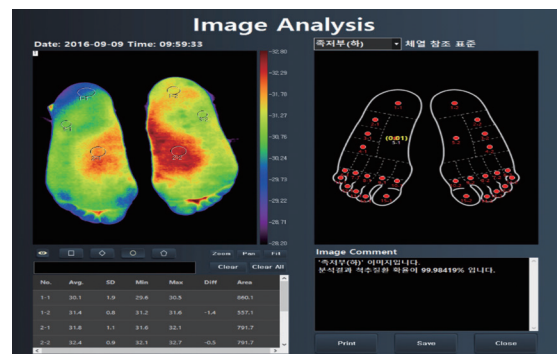 Image Analysis
Date: 2016-09-09 Time: 09:59:33
족저부(하) 체열 참조 표준
32.80
32.29
31.78
31.27
30.76
30.24
29.73
29.22
28.71
28.20
(0.01)
S-1
Zoom Pan Fit
Clear Clear All
No. Avg. SD Min Max Diff Area
1-1 30.1 1.9 29.6 30.5 660.1
1-2 31.4 0.8 31.2 31.6 -1.4 557.1
2-1 31.8 1.1 31.6 32.1 791.7
2-2 32.4 0.9 32.1 32.7 -0.5 791.7
Image Comment
'족저부(하)' 이미지입니다.
분석결과 척추질환 확율이 99.98419% 입니다.
Print Save Close